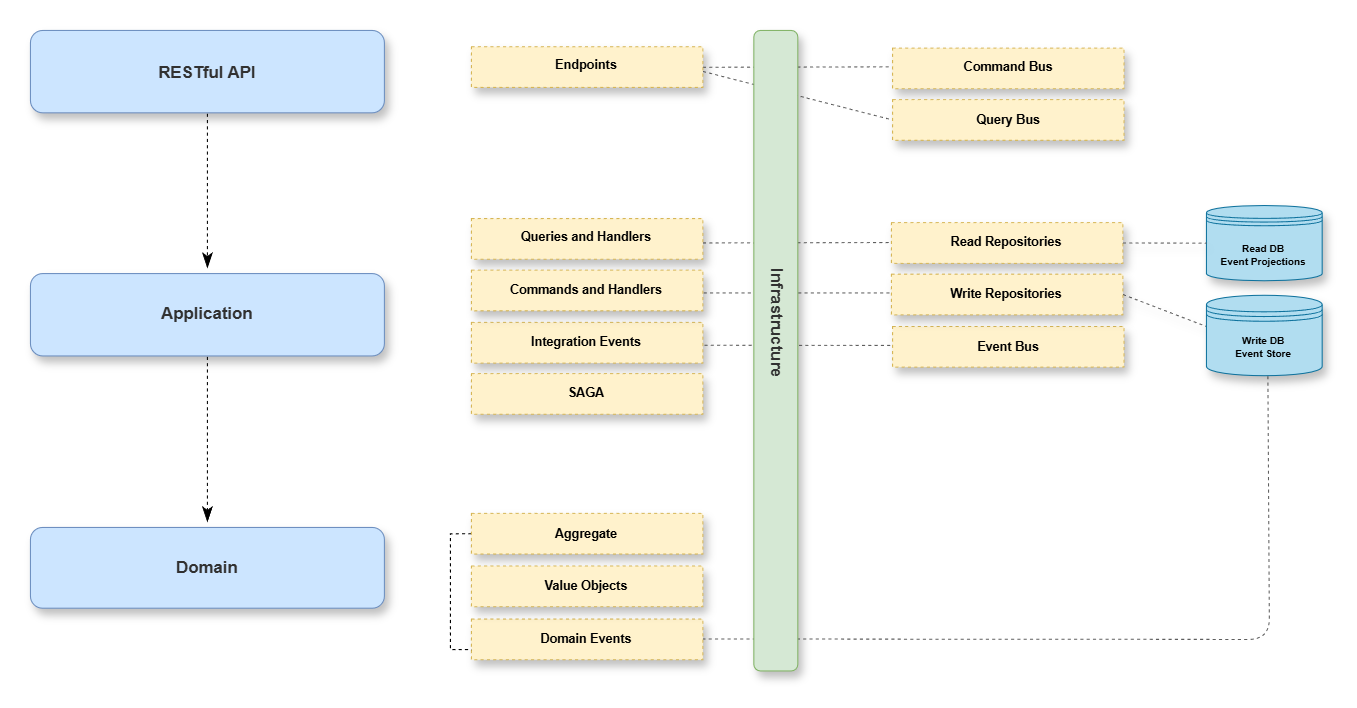 RESTful API
Endpoints
Command Bus
Query Bus
Queries and Handlers
Read Repositories
Read DB
Event Projections
Application
Commands and Handlers
Write Repositories
Integration Events
Event Bus
Write DB
Event Store
SAGA
Infrastructure
Domain
Aggregate
Value Objects
Domain Events